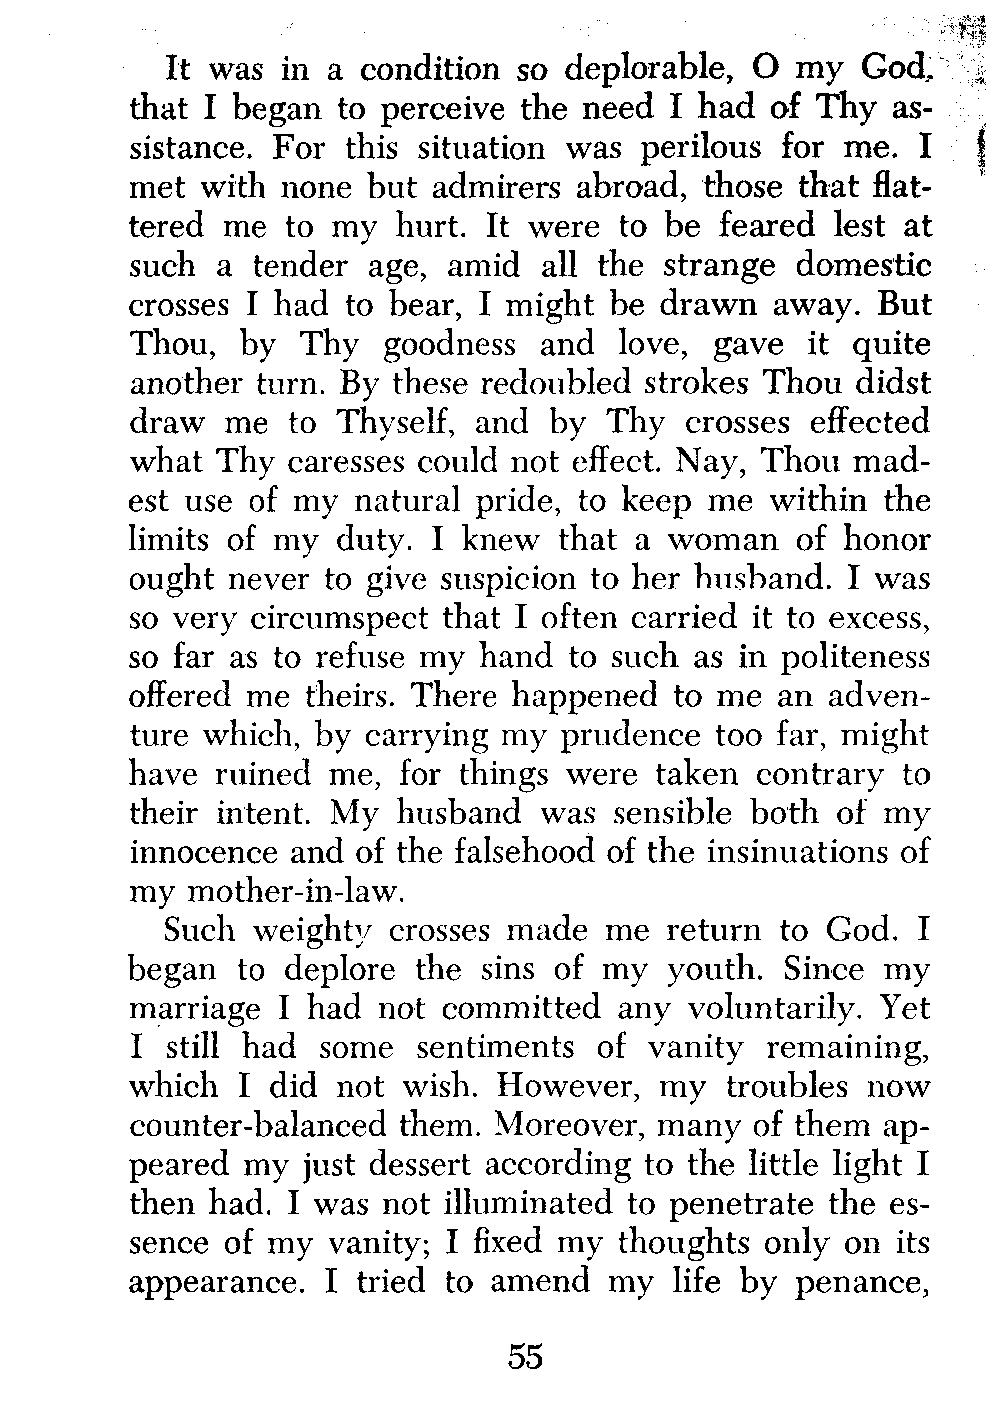 It was in a condition so deplorable, O my God,
that I began to perceive the need I had of Thy as-
sistance. For this situation was perilous for me. I
met with none but admirers abroad, those that flat-
tered me to my hurt. It were to be feared lest at
such a tender age, amid all the strange domestic
crosses I had to bear, I might be drawn away. But
Thou, by Thy goodness and love, gave it quite
another turn. By these redoubled strokes Thou didst
draw me to Thyself, and by Thy crosses effected
what Thy caresses could not effect. Nay, Thou mad-
est use of my natural pride, to keep me within the
limits of my duty. I knew that a woman of honor
ought never to give suspicion to her husband. I was
so very circumspect that I often carried it to excess,
so far as to refuse my hand to such as in politeness
offered me theirs. There happened to me an adven-
ture which, by carrying my prudence too far, might
have ruined me, for things were taken contrary to
their intent. My husband was sensible both of my
innocence and of the falsehood of the insinuations of
my mother-in-law.
Such weighty crosses made me return to God. I
began to deplore the sins of my youth. Since my
marriage I had not committed any voluntarily. Yet
I still had some sentiments of vanity remaining,
which I did not wish. However, my troubles now
counter-balanced them. Moreover, many of them ap-
peared my just dessert according to the little light I
then had. I was not illuminated to penetrate the es-
sence of my vanity; I fixed my thoughts only on its
appearance. I tried to amend my life by penance,
55